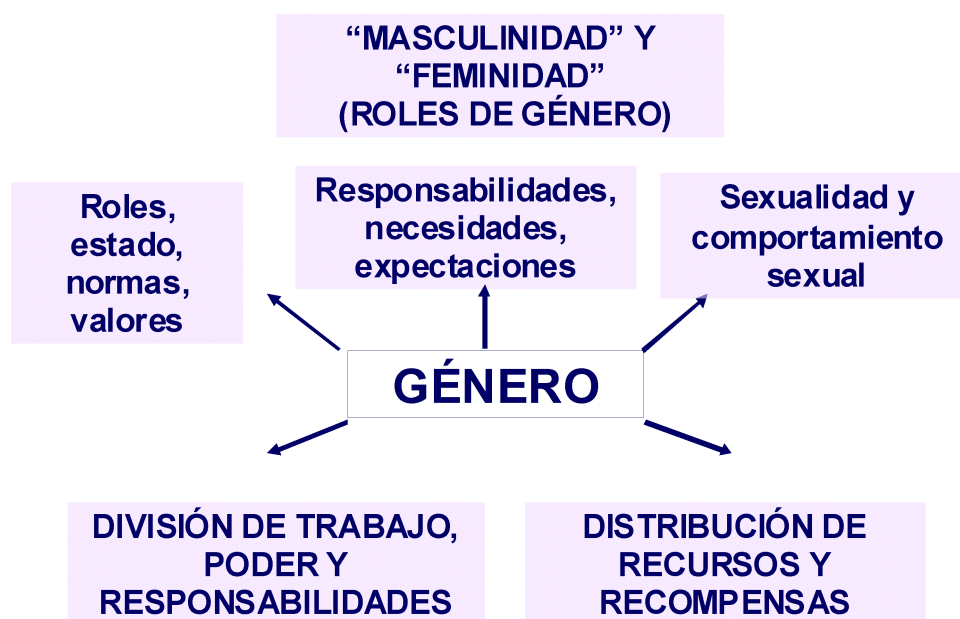 “MASCULINIDAD” Y
“FEMINIDAD”
(ROLES DE GÉNERO)
Roles,
estado,
normas,
valores
Responsabilidades,
necesidades,
expectaciones
Sexualidad y
comportamiento
sexual
GÉNERO
DIVISIÓN DE TRABAJO,
PODER Y
RESPONSABILIDADES
DISTRIBUCIÓN DE
RECURSOS Y
RECOMPENSAS